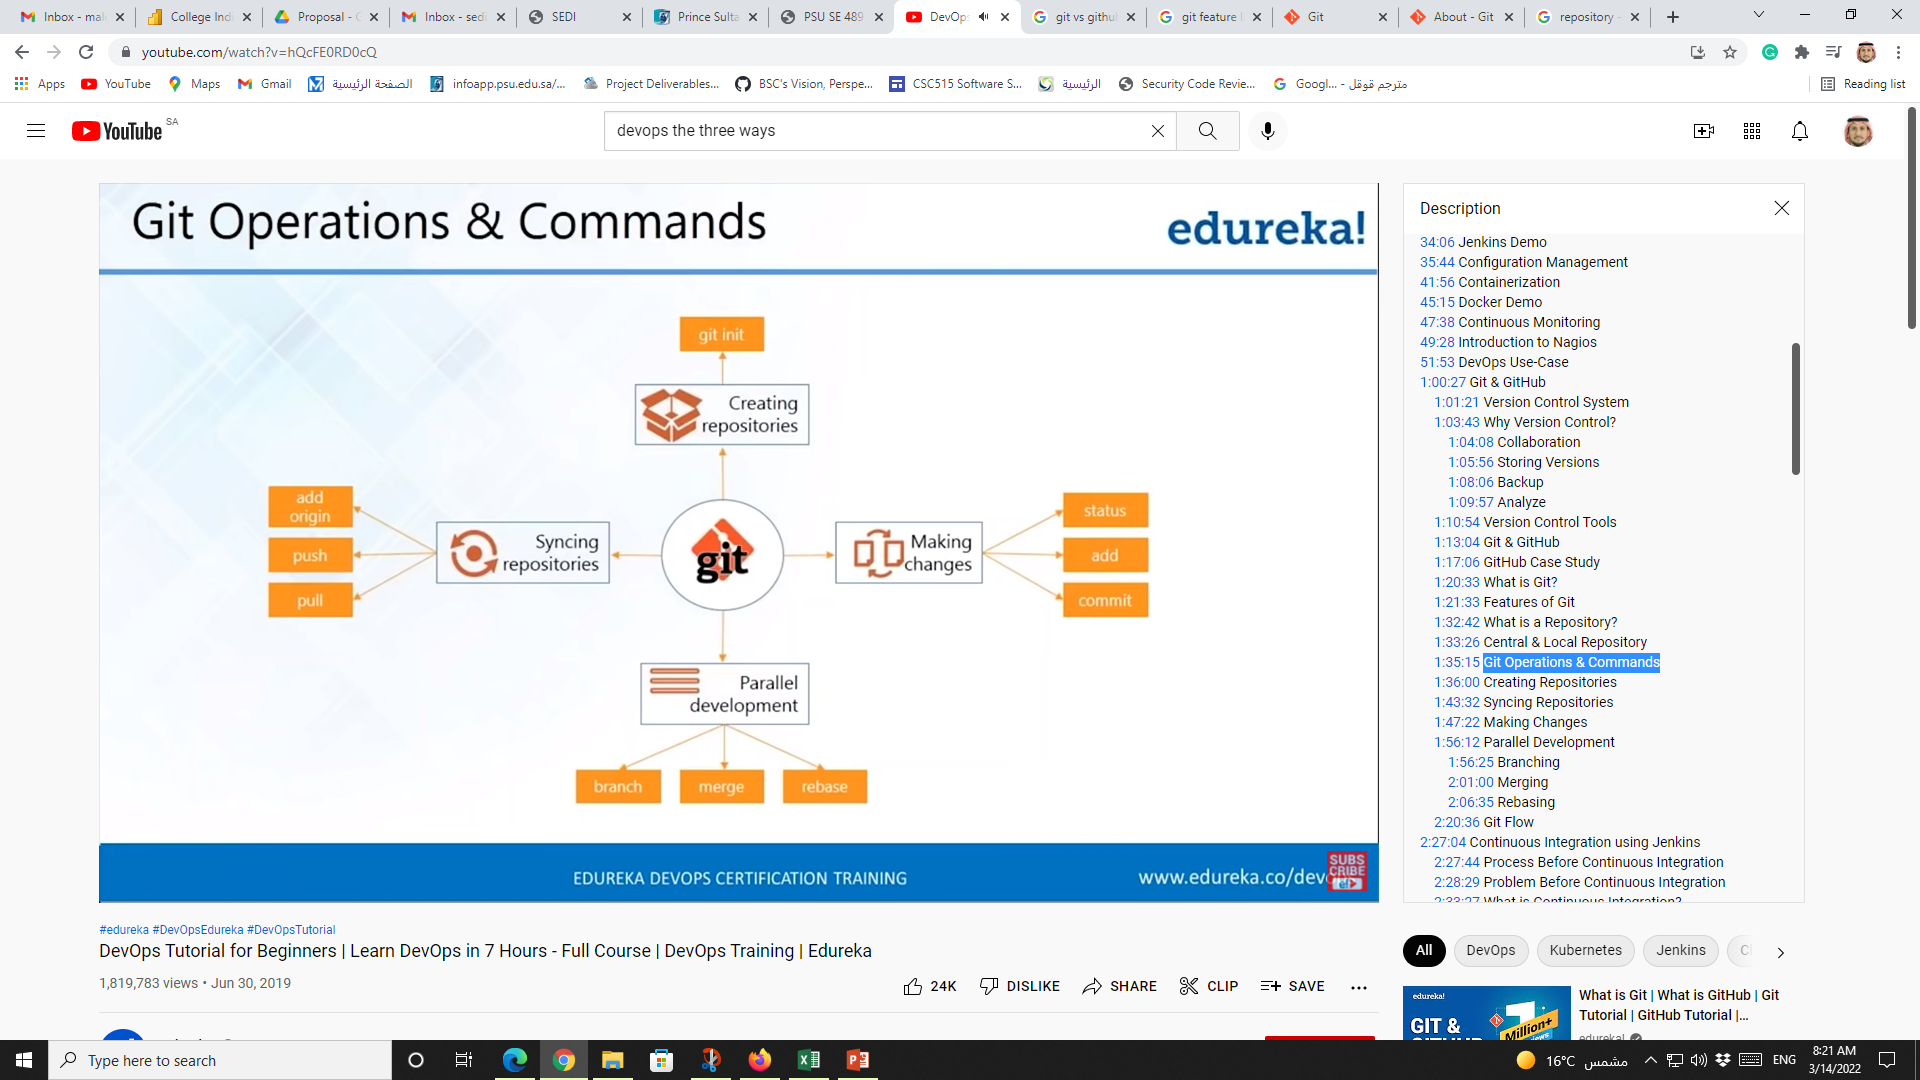 Inbox - mal
College Indi
Proposal - G
Inbox - sedi
SEDI
Prince Sulta
PSU SE 489
DevOps
git vs githu
git feature
Git
About - Git
repository -
youtube.com/watch?v=hQcFE0RD0cQ
Apps
YouTube
Maps
Gmail
الصفحة الرئيسية
infoapp.psu.edu.sa/...
Project Deliverables...
BSC's Vision, Perspe...
CSC515 Software S...
الرئيسية
Security Code Revie...
Googl... - مترجم قوقل
Reading list
YouTube SA
devops the three ways
Git Operations & Commands
edureka!
git init
Creating
repositories
add
origin
push
pull
Syncing
repositories
git
Making
changes
status
add
commit
Parallel
development
branch
merge
rebase
EDUREKA DEVOPS CERTIFICATION TRAINING
www.edureka.co/dev
SUBS
CRIBE
Description
34:06 Jenkins Demo
35:44 Configuration Management
41:56 Containerization
45:15 Docker Demo
47:38 Continuous Monitoring
49:28 Introduction to Nagios
51:53 DevOps Use-Case
1:00:27 Git & GitHub
1:01:21 Version Control System
1:03:43 Why Version Control?
1:04:08 Collaboration
1:05:56 Storing Versions
1:08:06 Backup
1:09:57 Analyze
1:10:54 Version Control Tools
1:13:04 Git & GitHub
1:17:06 GitHub Case Study
1:20:33 What is Git?
1:21:33 Features of Git
1:32:42 What is a Repository?
1:33:26 Central & Local Repository
1:35:15 Git Operations & Commands
1:36:00 Creating Repositories
1:43:32 Syncing Repositories
1:47:22 Making Changes
1:56:12 Parallel Development
1:56:25 Branching
2:01:00 Merging
2:06:35 Rebasing
2:20:36 Git Flow
2:27:04 Continuous Integration using Jenkins
2:27:44 Process Before Continuous Integration
2:28:29 Problem Before Continuous Integration
2:33:27 What is Continuous Integration?
#edureka #DevOpsEdureka #DevOpsTutorial
DevOps Tutorial for Beginners | Learn DevOps in 7 Hours - Full Course | DevOps Training | Edureka
1,819,783 views • Jun 30, 2019
24K
DISLIKE
SHARE
CLIP
SAVE
All
DevOps
Kubernetes
Jenkins
edureka!
GIT &
Million+
What is Git | What is GitHub | Git
Tutorial | GitHub Tutorial |...
edureka!
Type here to search
16°C مشمس
ENG
8:21 AM
3/14/2022